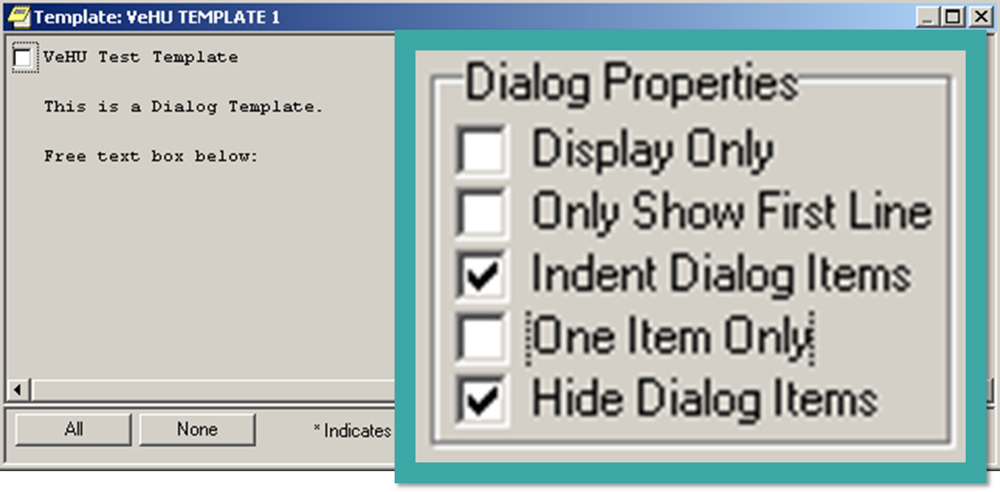 Template: VeHU TEMPLATE 1
VeHU Test Template
This is a Dialog Template.
Free text box below:
All
None
* Indicates
Dialog Properties
Display Only
Only Show First Line
Indent Dialog Items
One Item Only
Hide Dialog Items